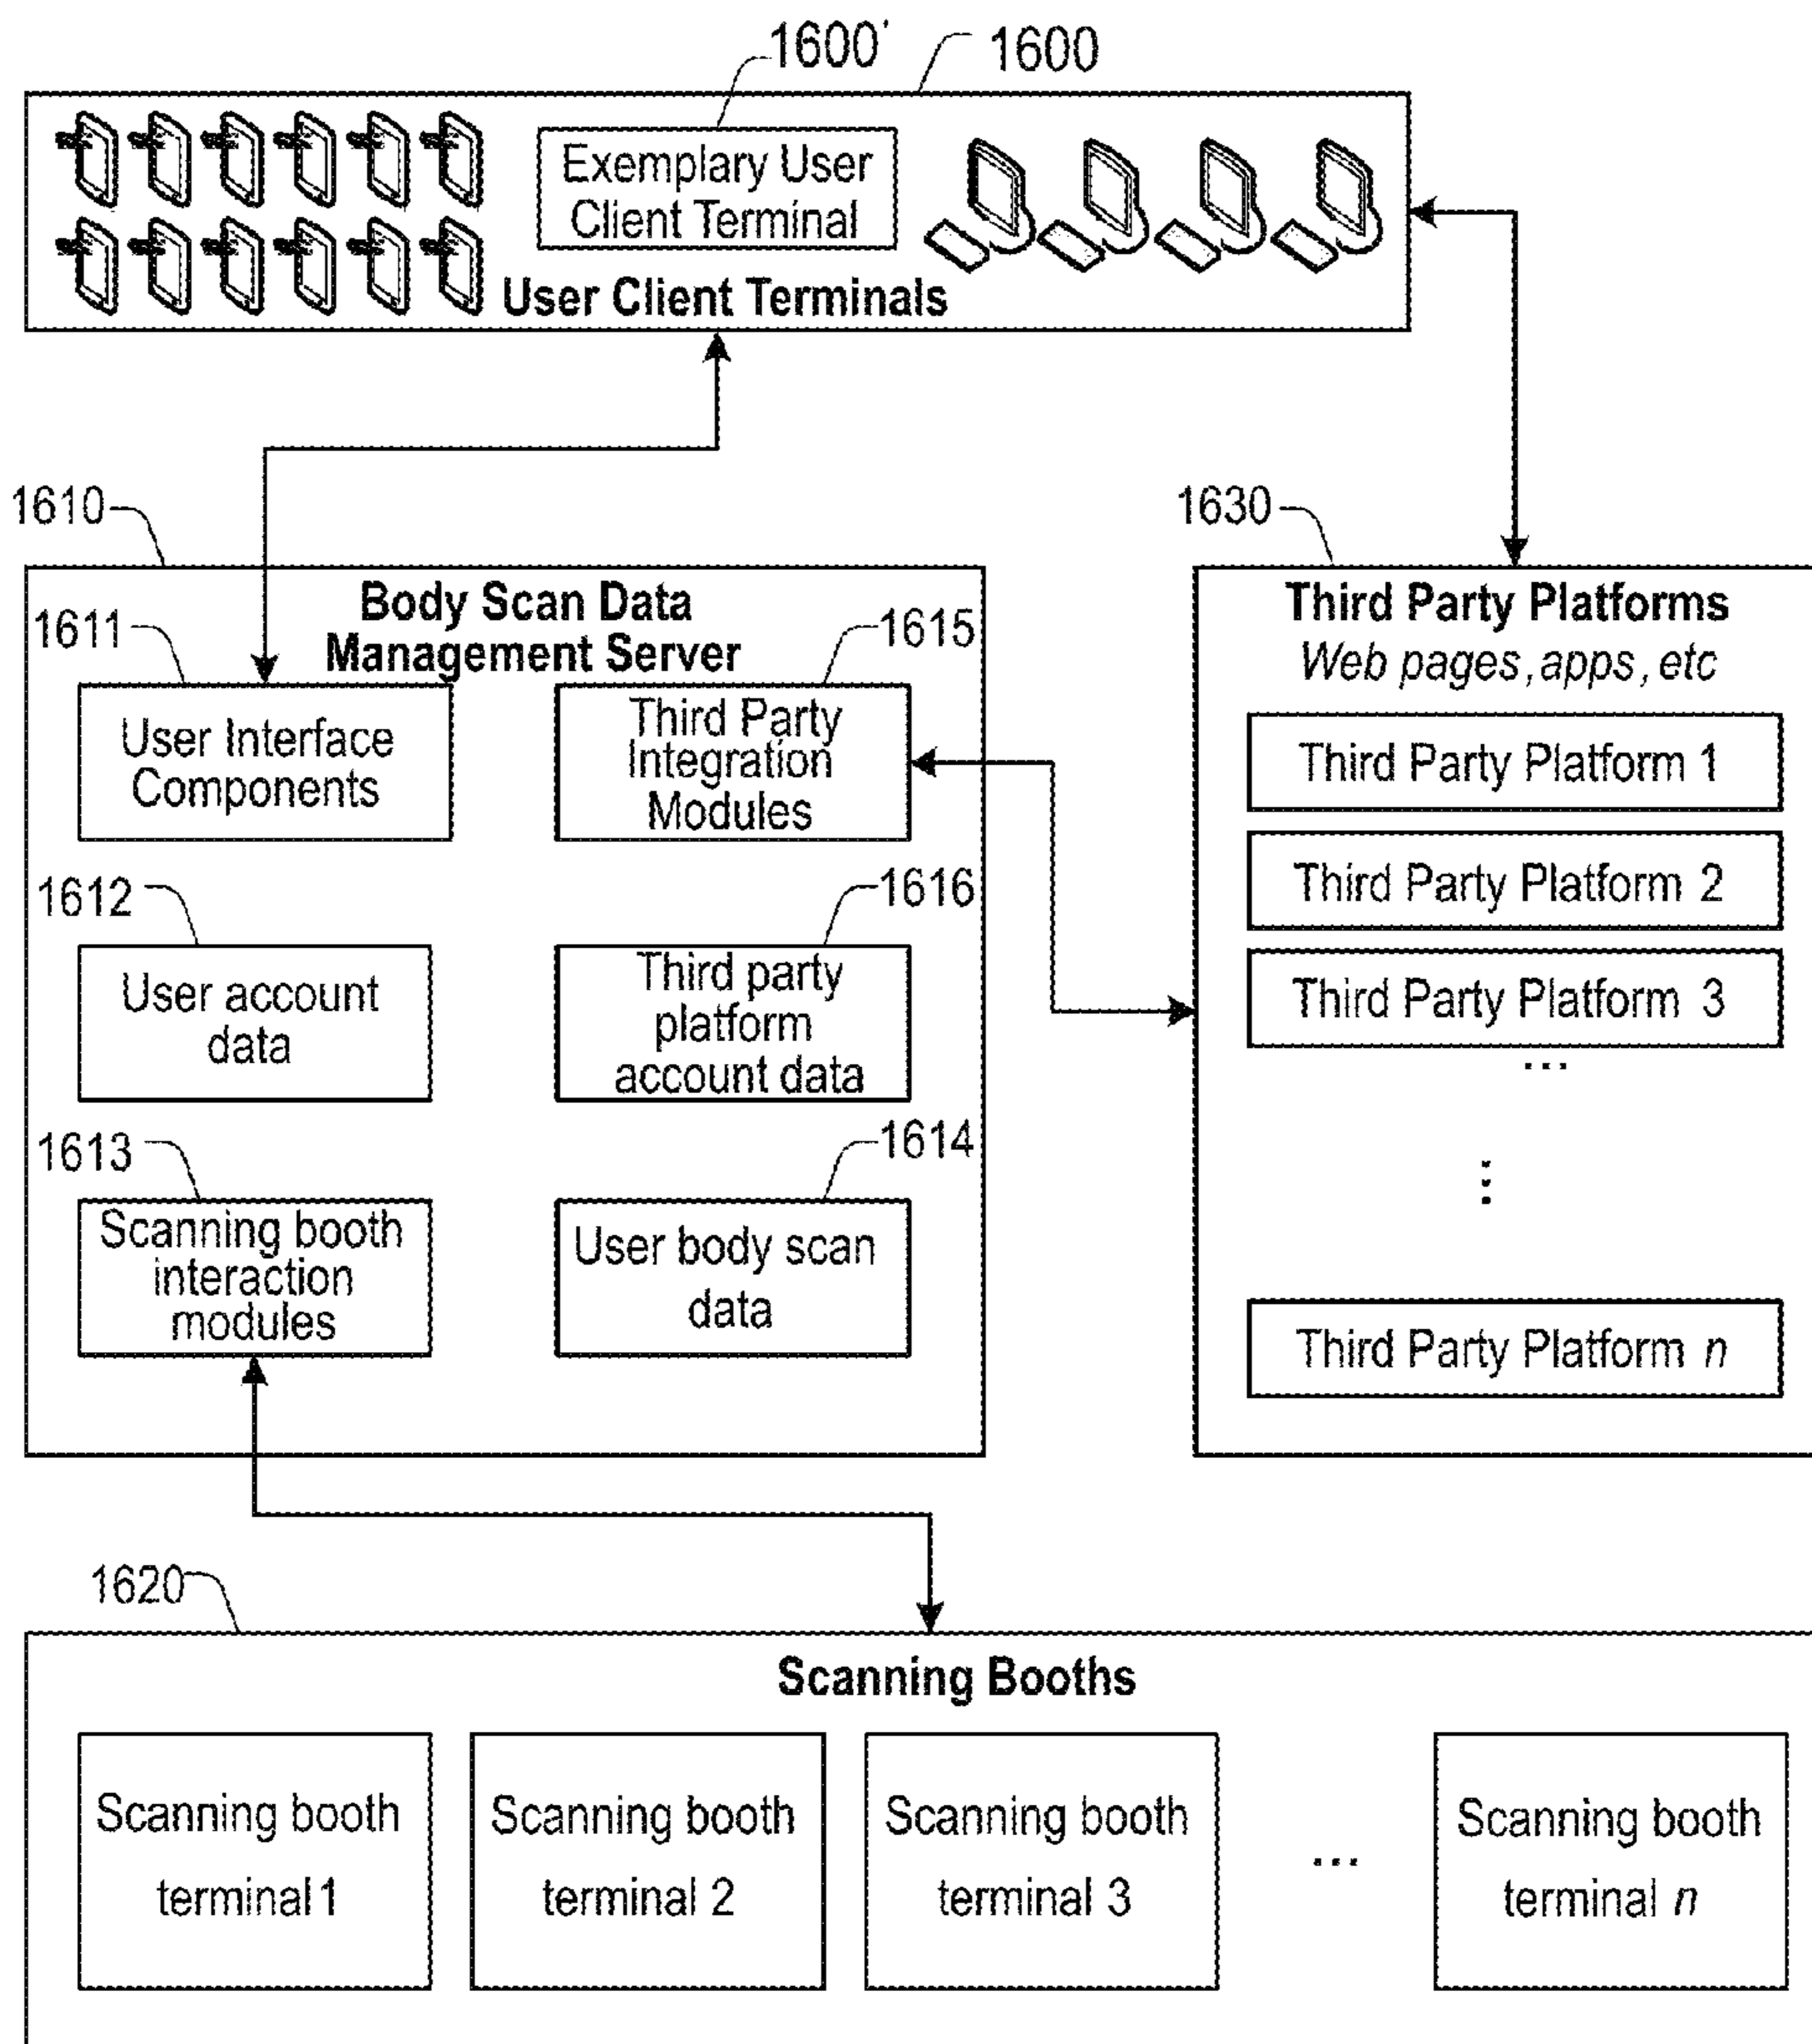 1600'
1600
Exemplary User
Client Terminal
User Client Terminals
1610
1630
Body Scan Data
Management Server
1611
1615
User Interface
Components
Third Party
Integration
Modules
1612
1616
User account
data
Third party
platform
account data
1613
1614
Scanning booth
interaction
modules
User body scan
data
Third Party Platforms
Web pages, apps, etc
Third Party Platform 1
Third Party Platform 2
Third Party Platform 3
...
...
Third Party Platform n
1620
Scanning Booths
Scanning booth
terminal 1
Scanning booth
terminal 2
Scanning booth
terminal 3
...
Scanning booth
terminal n